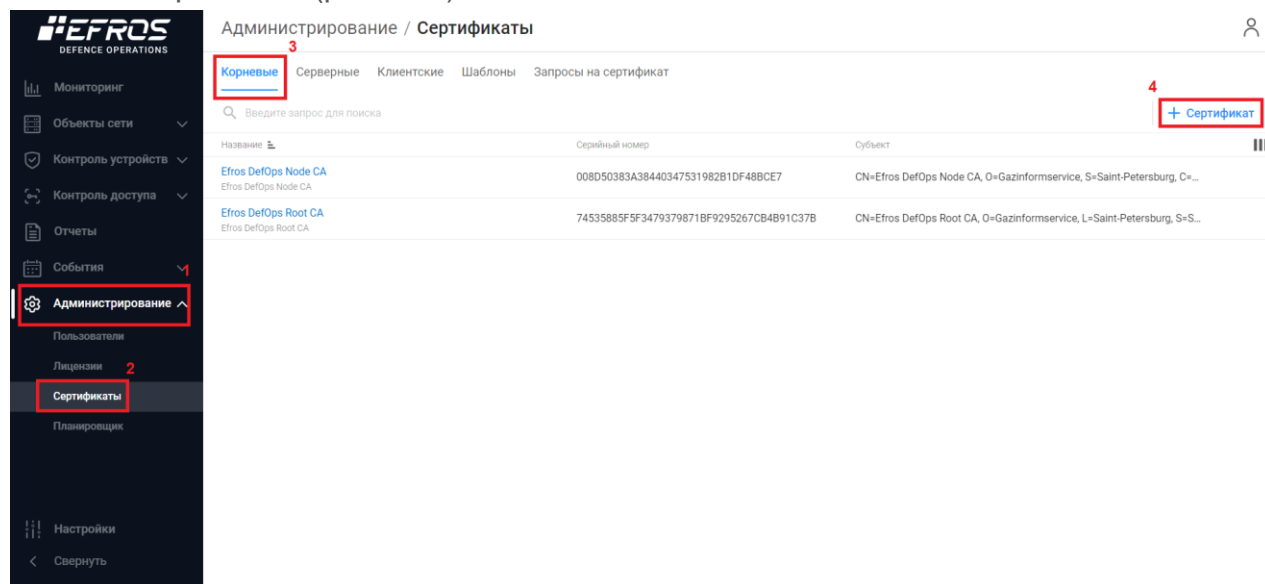 EFROS
DEFENCE OPERATIONS
Мониторинг
Объекты сети
Контроль устройств
Контроль доступа
Отчеты
События
1
Администрирование
Пользователи
Лицензии
2
Сертификаты
Планировщик
Настройки
Свернуть
Администрирование / Сертификаты
3
Корневые Серверные Клиентские Шаблоны Запросы на сертификат
4
Введите запрос для поиска
+ Сертификат
Название Серийный номер Субъект
Efros DefOps Node CA 008D50383A38440347531982B1DF48BCE7 CN=Efros DefOps Node CA, O=Gazinformservice, S=Saint-Petersburg, C=...
Efros DefOps Node CA
Efros DefOps Root CA 74535885F5F3479379871BF9295267CB4B91C37B CN=Efros DefOps Root CA, O=Gazinformservice, L=Saint-Petersburg, S=S...
Efros DefOps Root CA